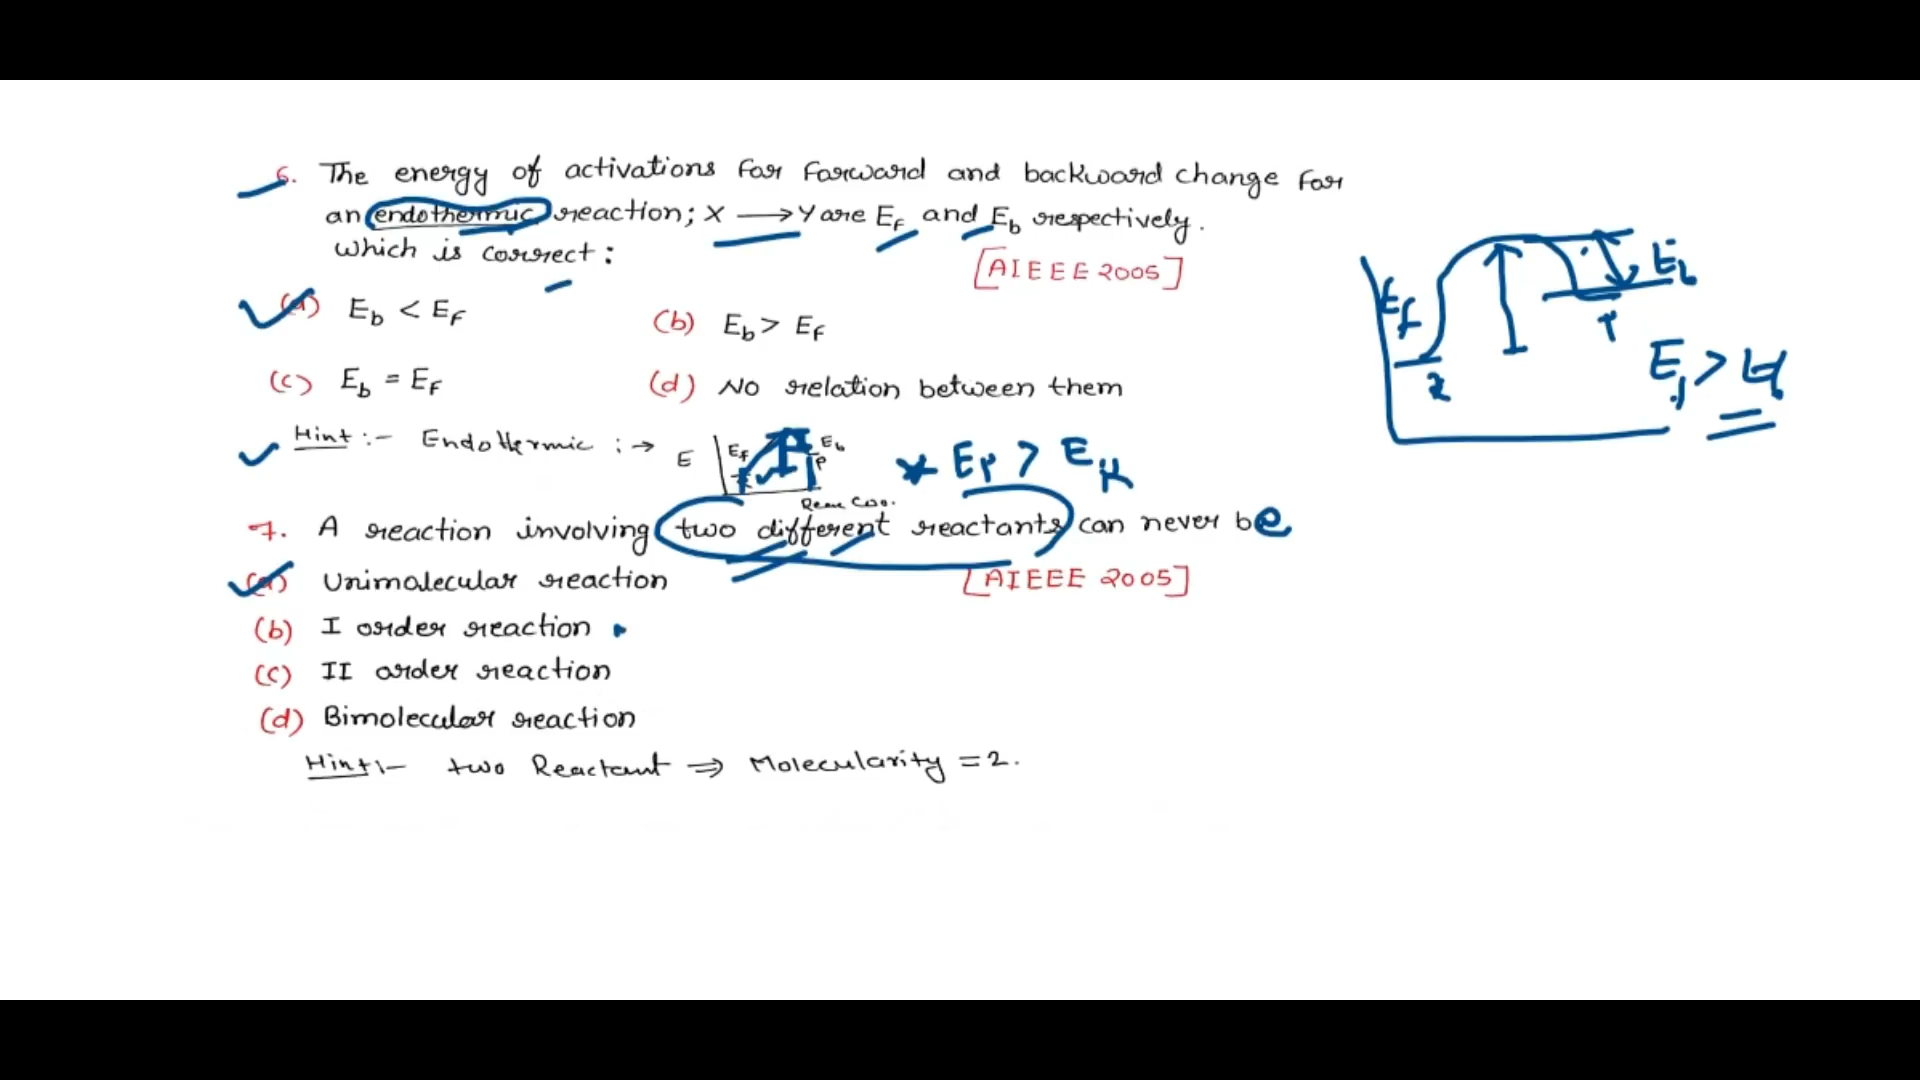 6. The energy of activations for forward and backward change for
an endothermic reaction; X → Y are Ef and Eb respectively.
which is correct:
[AIEEE 2005]
(a) Eb < Ef
(b) Eb > Ef
(c) Eb = Ef
(d) No relation between them
Hint :- Endothermic : →
E
Ef
Eb
P
* EP > ER
7. A reaction involving two different reactants can never be
(a) Unimolecular reaction
[AIEEE 2005]
(b) I order reaction
(c) II order reaction
(d) Bimolecular reaction
Hint :- two Reactant ⇒ Molecularity = 2.
Ef
Eb